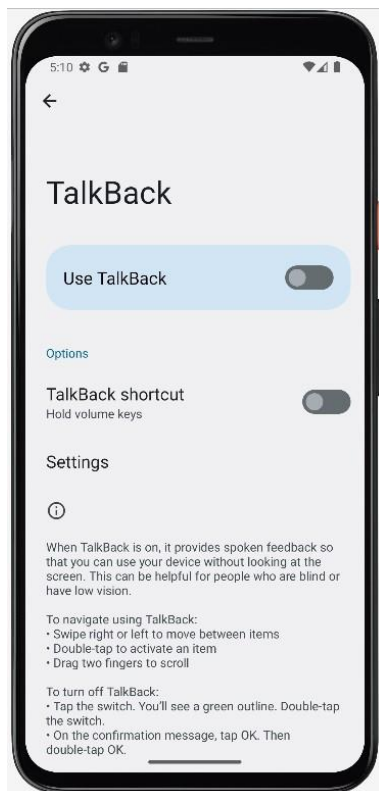 5:10 G
TalkBack
Use TalkBack
Options
TalkBack shortcut
Hold volume keys
Settings
When TalkBack is on, it provides spoken feedback so
that you can use your device without looking at the
screen. This can be helpful for people who are blind or
have low vision.
To navigate using TalkBack:
• Swipe right or left to move between items
• Double-tap to activate an item
• Drag two fingers to scroll
To turn off TalkBack:
• Tap the switch. You'll see a green outline. Double-tap
the switch.
• On the confirmation message, tap OK. Then
double-tap OK.